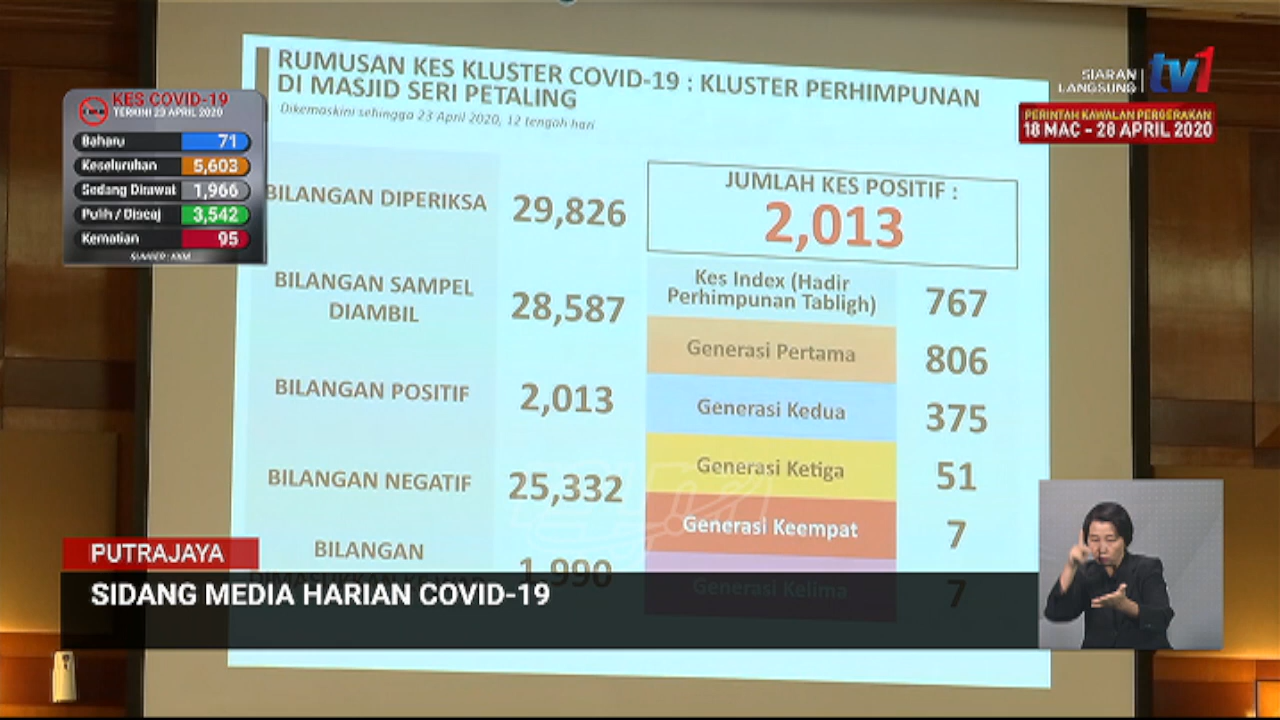 RUMUSAN KES KLUSTER COVID-19 : KLUSTER PERHIMPUNAN
DI MASJID SERI PETALING
Dikemaskini sehingga 23 April 2020, 12 tengah hari
KES COVID-19
TERKINI 23 APRIL 2020
Baharu 71
Keseluruhan 5,603
Sedang Dirawat 1,966
Pulih / Discaj 3,542
Kematian 95
SUMBER: KKM
SIARAN
LANGSUNG
tv1
PERINTAH KAWALAN PERGERAKAN
18 MAC - 28 APRIL 2020
BILANGAN DIPERIKSA 29,826
BILANGAN SAMPEL
DIAMBIL 28,587
BILANGAN POSITIF 2,013
BILANGAN NEGATIF 25,332
BILANGAN
1,990
JUMLAH KES POSITIF :
2,013
Kes Index (Hadir
Perhimpunan Tabligh) 767
Generasi Pertama 806
Generasi Kedua 375
Generasi Ketiga 51
Generasi Keempat 7
Generasi Kelima 7
PUTRAJAYA
SIDANG MEDIA HARIAN COVID-19